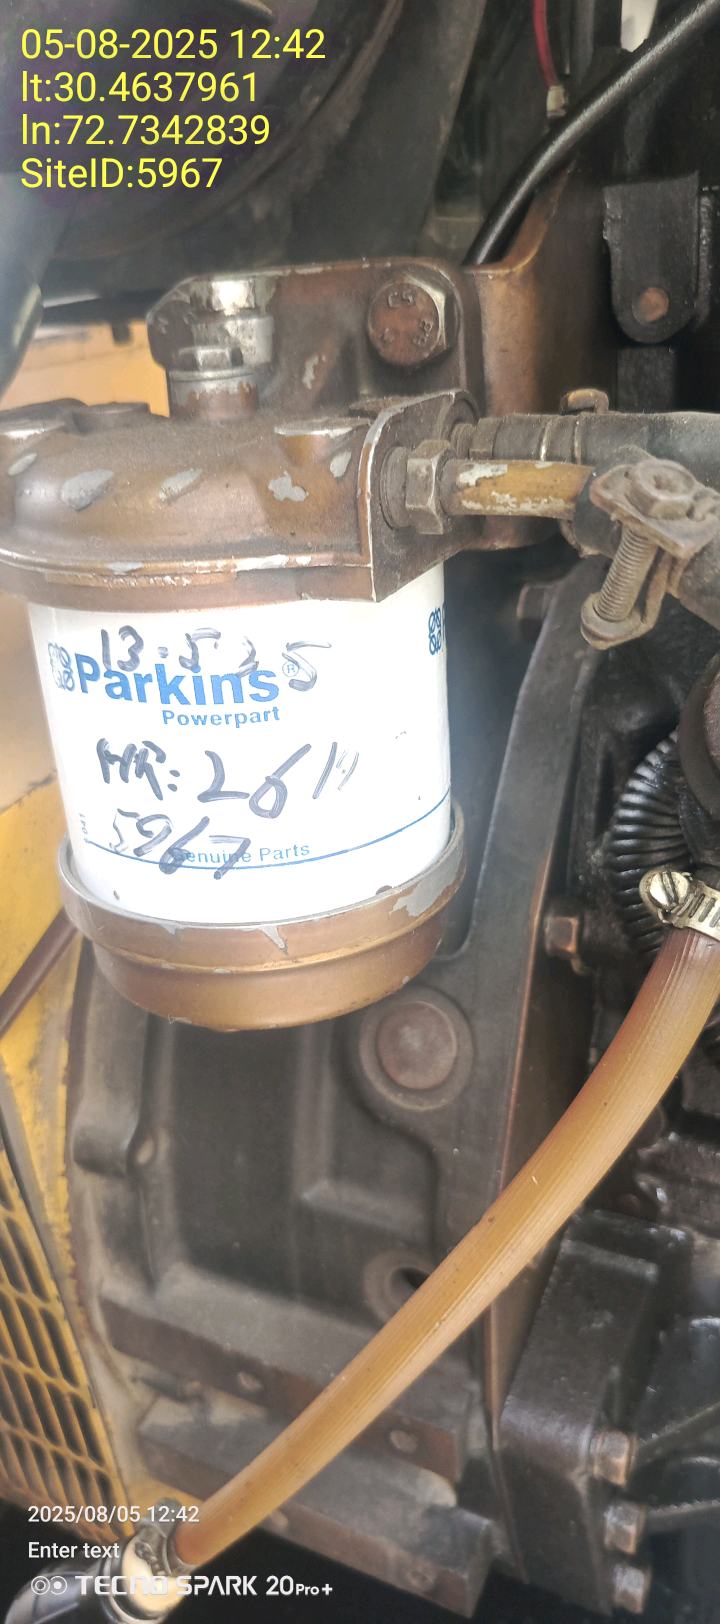 05-08-2025 12:42
lt:30.4637961
ln:72.7342839
SiteID:5967
13.5.25
Parkins®
Powerpart
HR: 2611
5967
Genuine Parts
2025/08/05 12:42
Enter text
TECNO SPARK 20Pro+